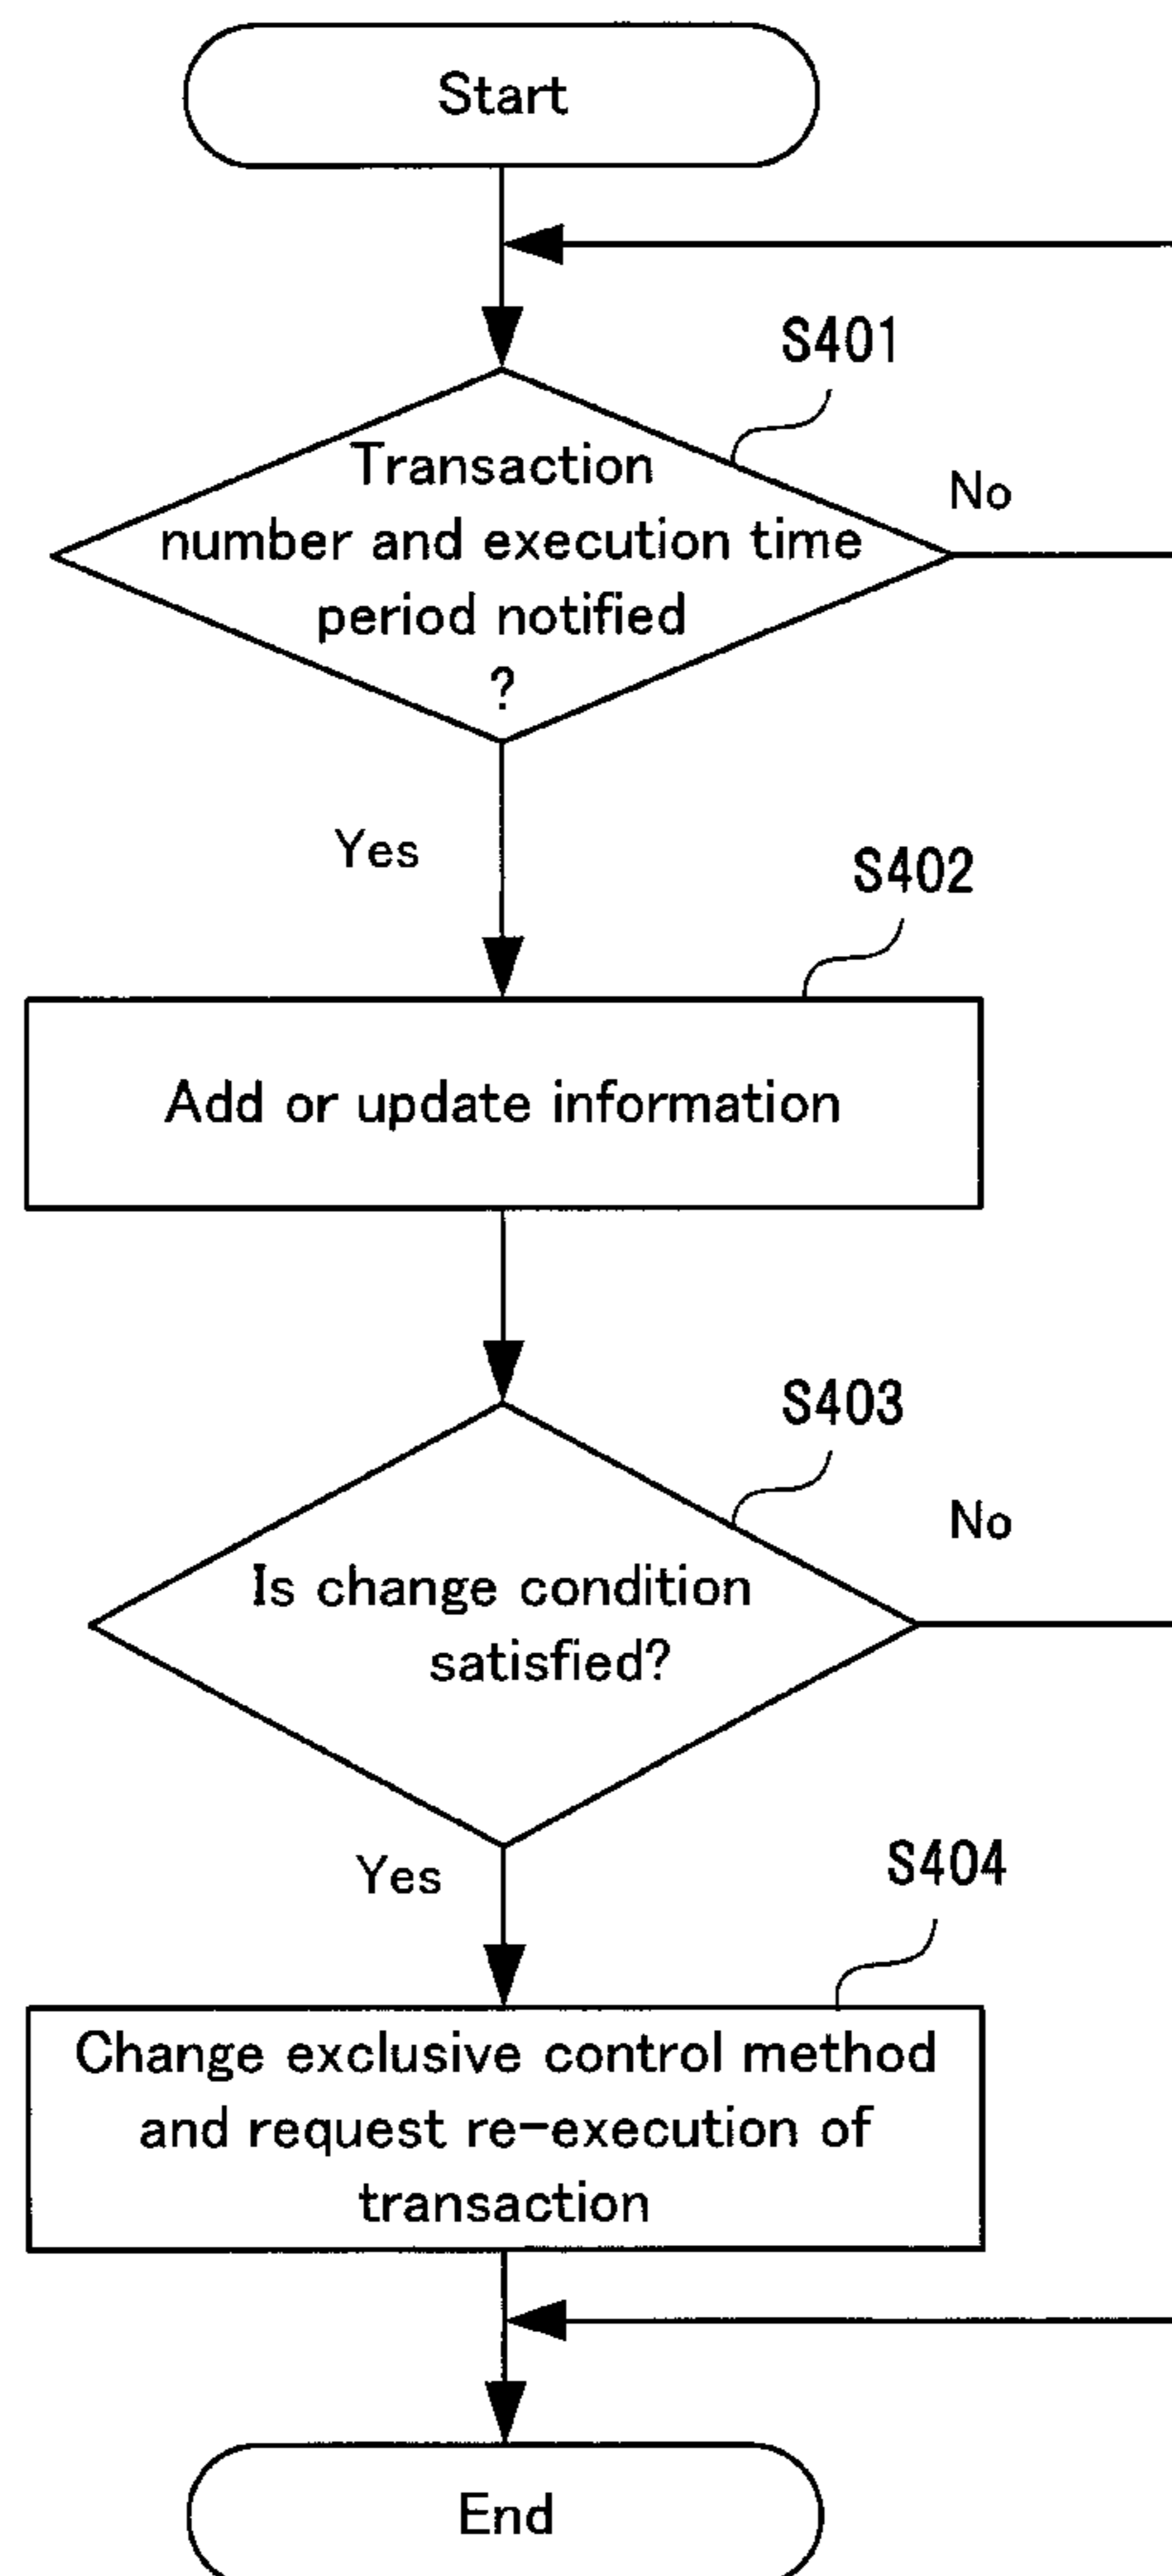 Start
S401
Transaction
number and execution time
period notified
?
No
Yes
S402
Add or update information
S403
Is change condition
satisfied?
No
Yes
S404
Change exclusive control method
and request re-execution of
transaction
End